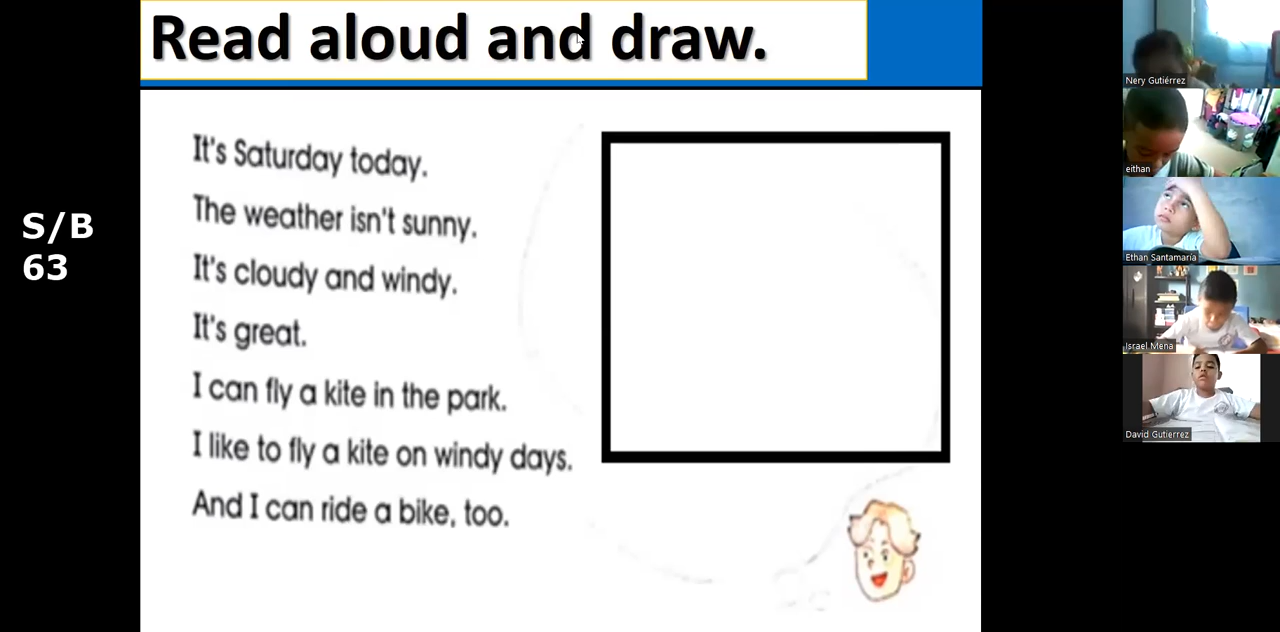 Read aloud and draw.
S/B
63
It's Saturday today.
The weather isn't sunny.
It's cloudy and windy.
It's great.
I can fly a kite in the park.
I like to fly a kite on windy days.
And I can ride a bike, too.
Nery Gutiérrez
eithan
Ethan Santamaría
Israel Mena
David Gutierrez